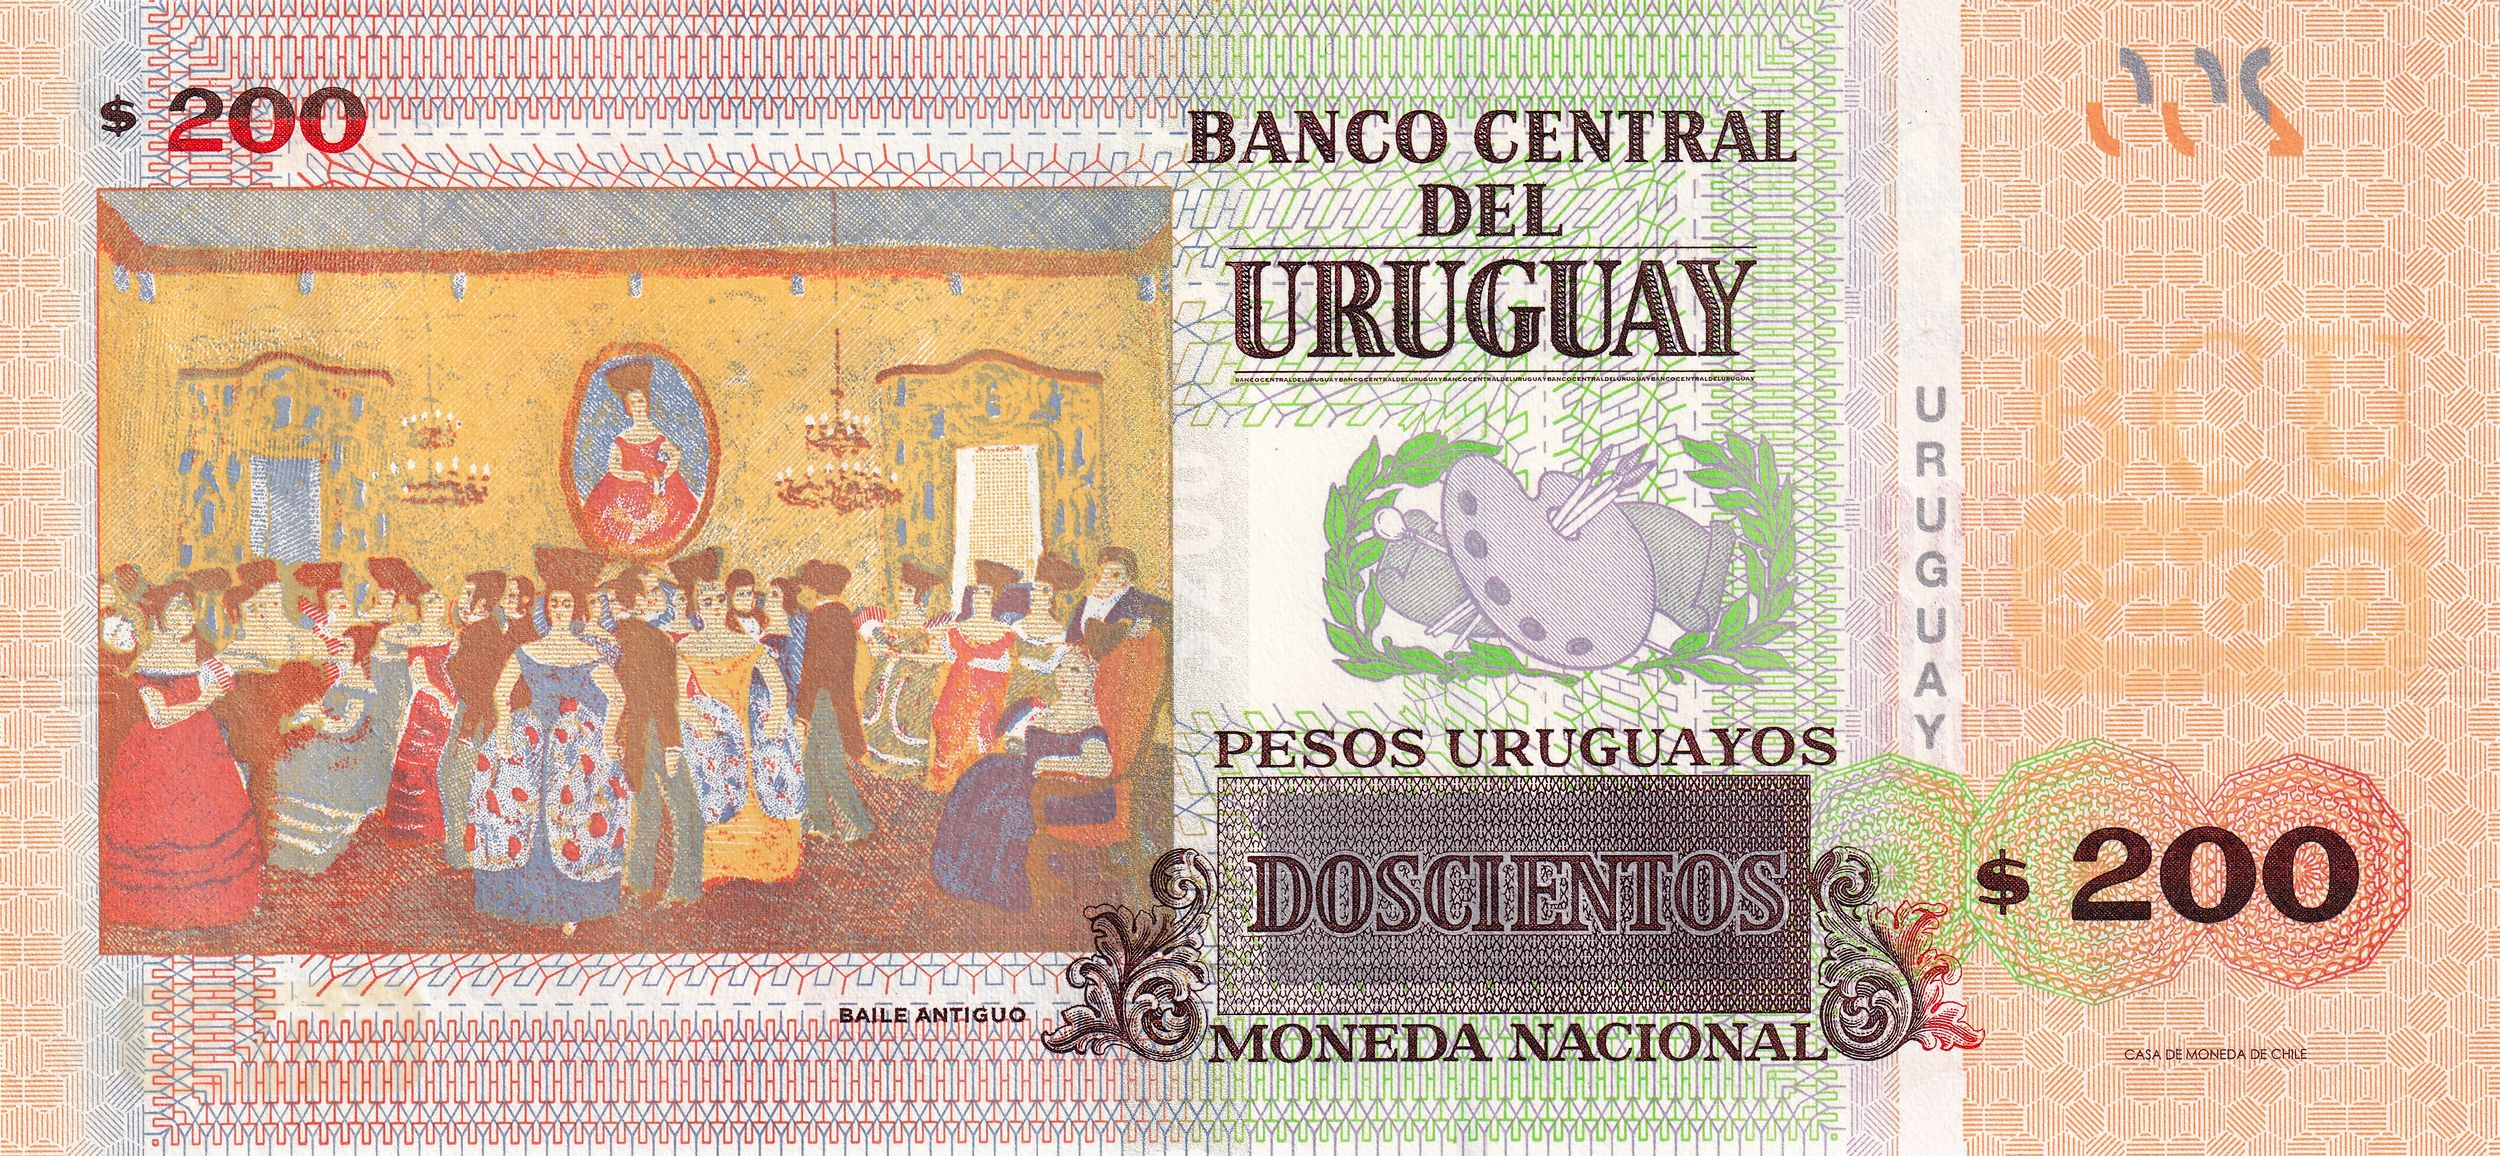 $ 200
BANCO CENTRAL
DEL
URUGUAY
BANCOCENTRALDELURUGUAYBANCOCENTRALDELURUGUAYBANCOCENTRALDELURUGUAYBANCOCENTRALDELURUGUAYBANCOCENTRALDELURUGUAY
URUGUAY
PESOS URUGUAYOS
DOSCIENTOS
$ 200
BAILE ANTIGUO
MONEDA NACIONAL
CASA DE MONEDA DE CHILE